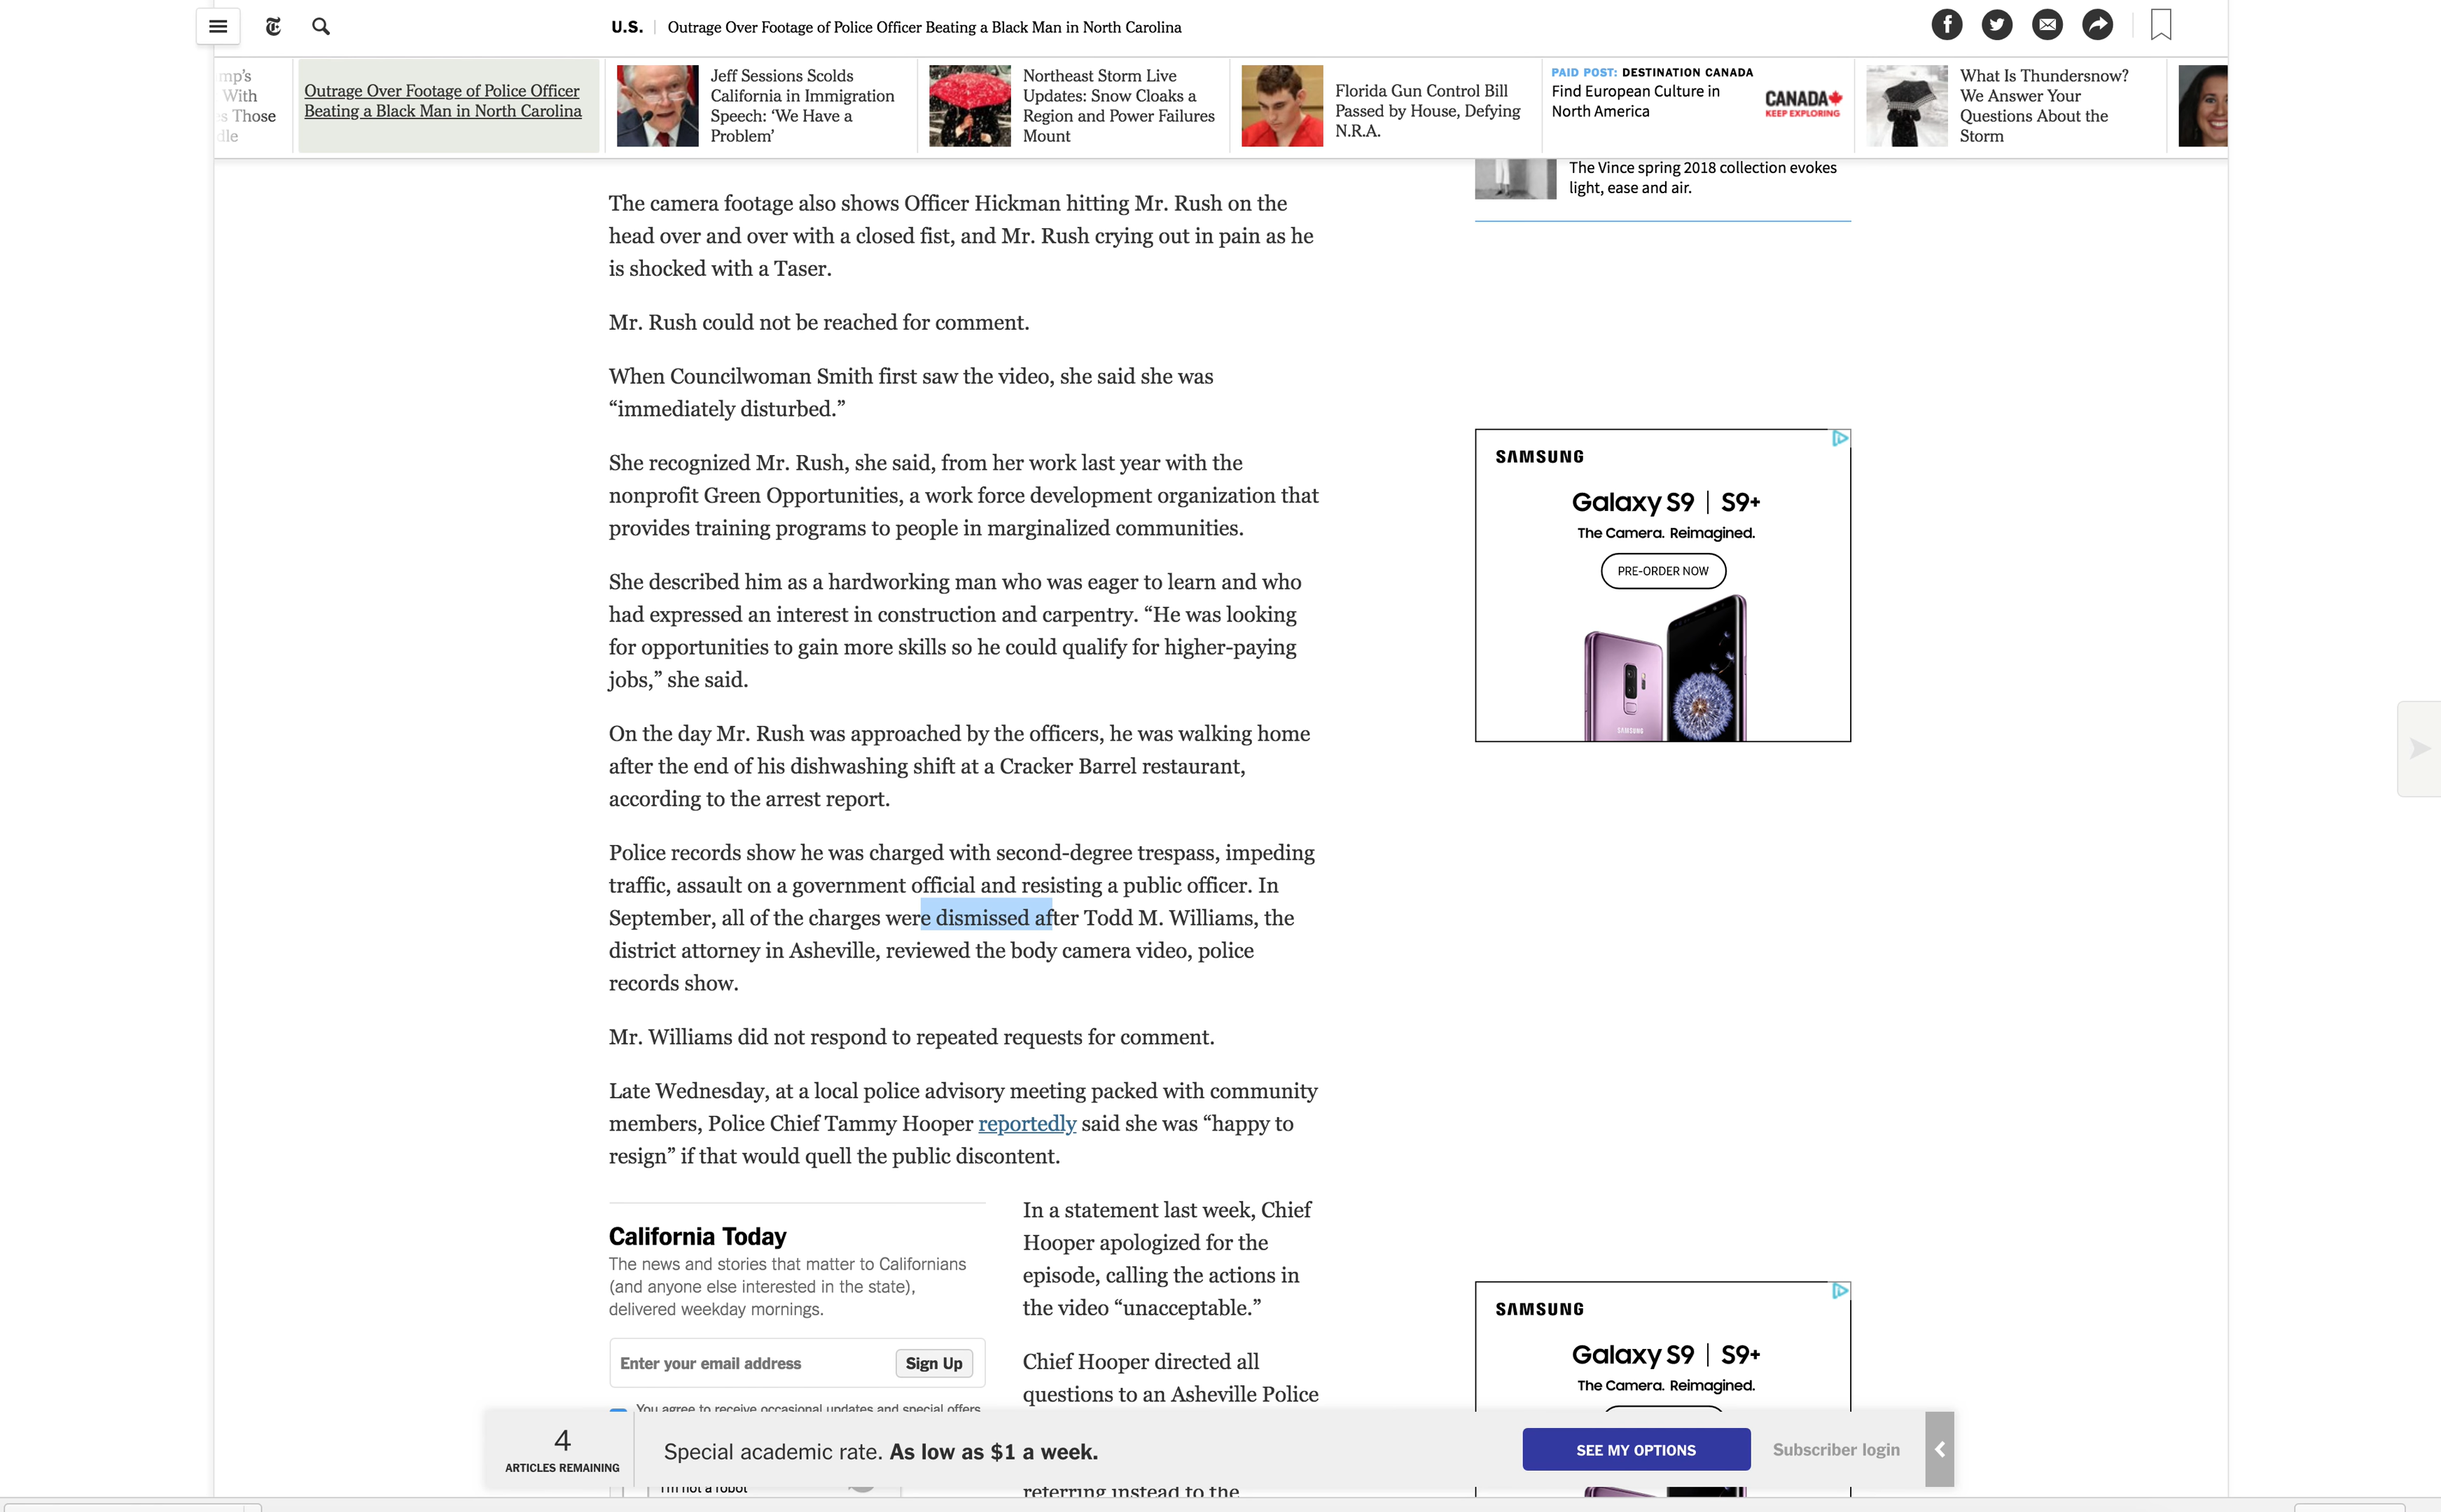 U.S. | Outrage Over Footage of Police Officer Beating a Black Man in North Carolina
mp's
With
s Those
dle
Outrage Over Footage of Police Officer
Beating a Black Man in North Carolina
Jeff Sessions Scolds
California in Immigration
Speech: ‘We Have a
Problem’
Northeast Storm Live
Updates: Snow Cloaks a
Region and Power Failures
Mount
Florida Gun Control Bill
Passed by House, Defying
N.R.A.
PAID POST: DESTINATION CANADA
Find European Culture in
North America
CANADA
KEEP EXPLORING
What Is Thundersnow?
We Answer Your
Questions About the
Storm
The Vince spring 2018 collection evokes
light, ease and air.
The camera footage also shows Officer Hickman hitting Mr. Rush on the
head over and over with a closed fist, and Mr. Rush crying out in pain as he
is shocked with a Taser.
Mr. Rush could not be reached for comment.
When Councilwoman Smith first saw the video, she said she was
“immediately disturbed.”
She recognized Mr. Rush, she said, from her work last year with the
nonprofit Green Opportunities, a work force development organization that
provides training programs to people in marginalized communities.
She described him as a hardworking man who was eager to learn and who
had expressed an interest in construction and carpentry. “He was looking
for opportunities to gain more skills so he could qualify for higher-paying
jobs,” she said.
On the day Mr. Rush was approached by the officers, he was walking home
after the end of his dishwashing shift at a Cracker Barrel restaurant,
according to the arrest report.
Police records show he was charged with second-degree trespass, impeding
traffic, assault on a government official and resisting a public officer. In
September, all of the charges were dismissed after Todd M. Williams, the
district attorney in Asheville, reviewed the body camera video, police
records show.
Mr. Williams did not respond to repeated requests for comment.
Late Wednesday, at a local police advisory meeting packed with community
members, Police Chief Tammy Hooper reportedly said she was “happy to
resign” if that would quell the public discontent.
SAMSUNG
Galaxy S9 | S9+
The Camera. Reimagined.
PRE-ORDER NOW
SAMSUNG
California Today
The news and stories that matter to Californians
(and anyone else interested in the state),
delivered weekday mornings.
Enter your email address
Sign Up
You agree to receive occasional updates and special offers
I'm not a robot
In a statement last week, Chief
Hooper apologized for the
episode, calling the actions in
the video “unacceptable.”
Chief Hooper directed all
questions to an Asheville Police
referring instead to the
SAMSUNG
Galaxy S9 | S9+
The Camera. Reimagined.
4
ARTICLES REMAINING
Special academic rate. As low as $1 a week.
SEE MY OPTIONS
Subscriber login